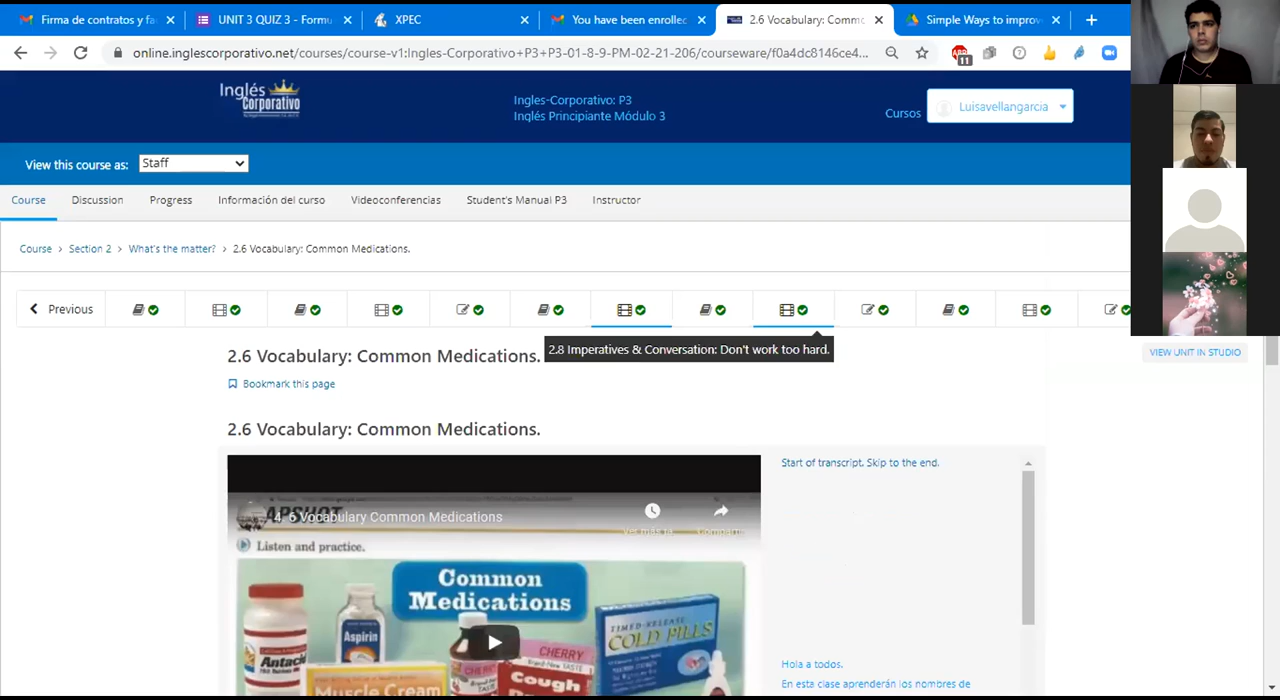 Firma de contratos y fa
UNIT 3 QUIZ 3 - Formu
XPEC
You have been enrolle
2.6 Vocabulary: Commo
Simple Ways to improv
online.inglescorporativo.net/courses/course-v1:Ingles-Corporativo+P3+P3-01-8-9-PM-02-21-206/courseware/f0a4dc8146ce4...
11
Inglés
Corporativo
Ingles-Corporativo: P3
Inglés Principiante Módulo 3
Cursos
Luisavellangarcia
View this course as:
Staff
Course
Discussion
Progress
Información del curso
Videoconferencias
Student's Manual P3
Instructor
Course > Section 2 > What's the matter? > 2.6 Vocabulary: Common Medications.
Previous
2.8 Imperatives & Conversation: Don't work too hard.
VIEW UNIT IN STUDIO
2.6 Vocabulary: Common Medications.
Bookmark this page
2.6 Vocabulary: Common Medications.
Start of transcript. Skip to the end.
4. 6 Vocabulary Common Medications
Listen and practice.
Common
Medications
Antacid
Aspirin
Muscle Cream
CHERRY
Cough
TIMED-RELEASE
COLD PILLS
Hola a todos.
En esta clase aprenderán los nombres de